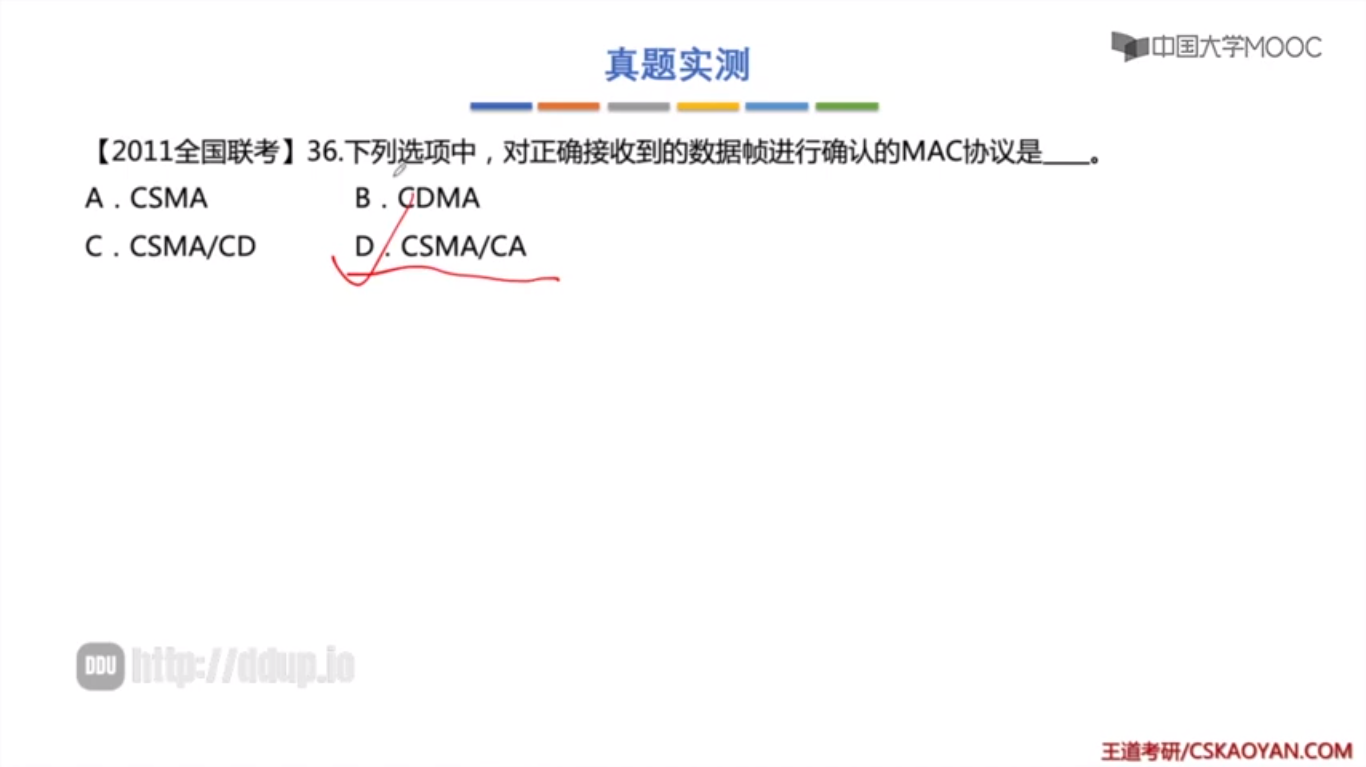 中国大学MOOC
真题实测
【2011全国联考】36.下列选项中，对正确接收到的数据帧进行确认的MAC协议是____。
A．CSMA B．CDMA
C．CSMA/CD D．CSMA/CA
DDU http://ddup.io
王道考研/CSKAOYAN.COM